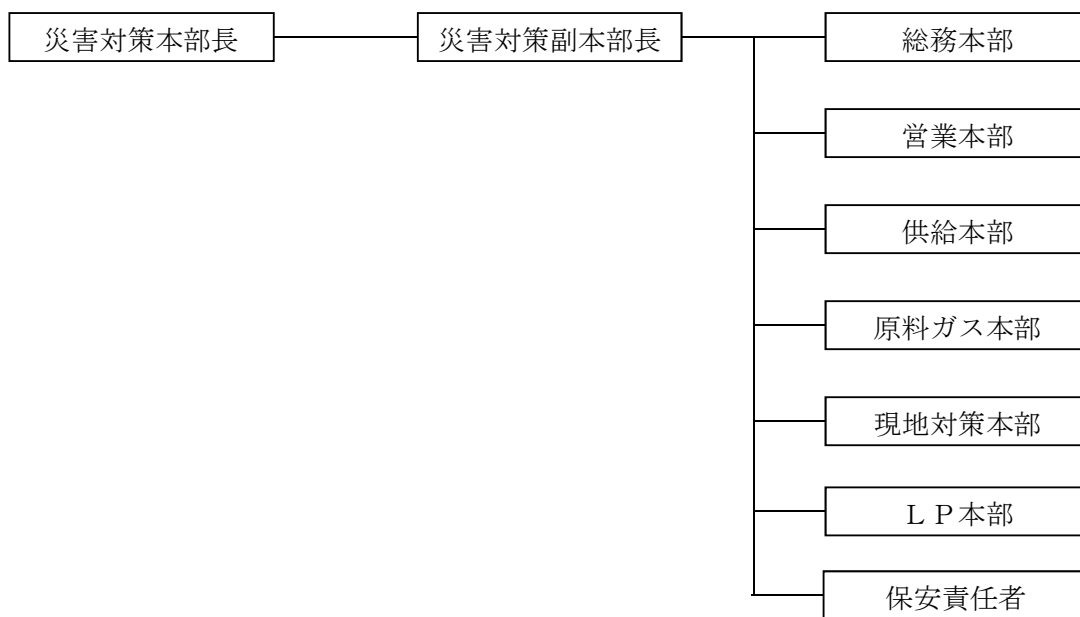 災害対策本部長
災害対策副本部長
総務本部
営業本部
供給本部
原料ガス本部
現地対策本部
ＬＰ本部
保安責任者